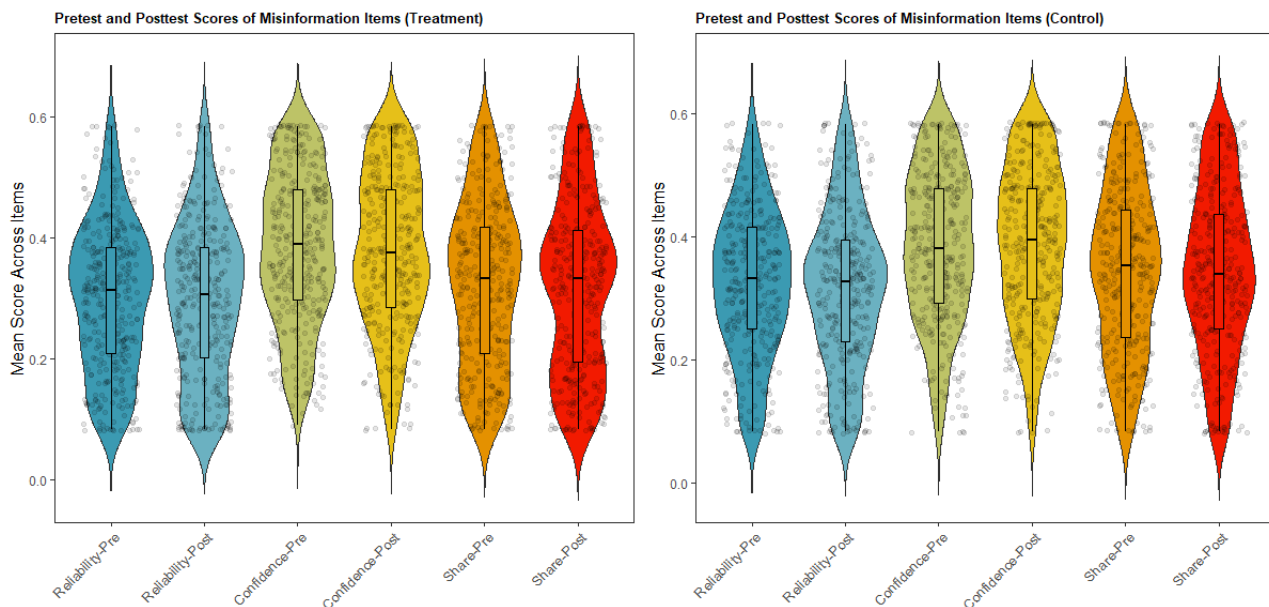 Pretest and Posttest Scores of Misinformation Items (Treatment)
Mean Score Across Items
0.6
0.4
0.2
0.0
Reliability-Pre
Reliability-Post
Confidence-Pre
Confidence-Post
Share-Pre
Share-Post
Pretest and Posttest Scores of Misinformation Items (Control)
Mean Score Across Items
0.6
0.4
0.2
0.0
Reliability-Pre
Reliability-Post
Confidence-Pre
Confidence-Post
Share-Pre
Share-Post